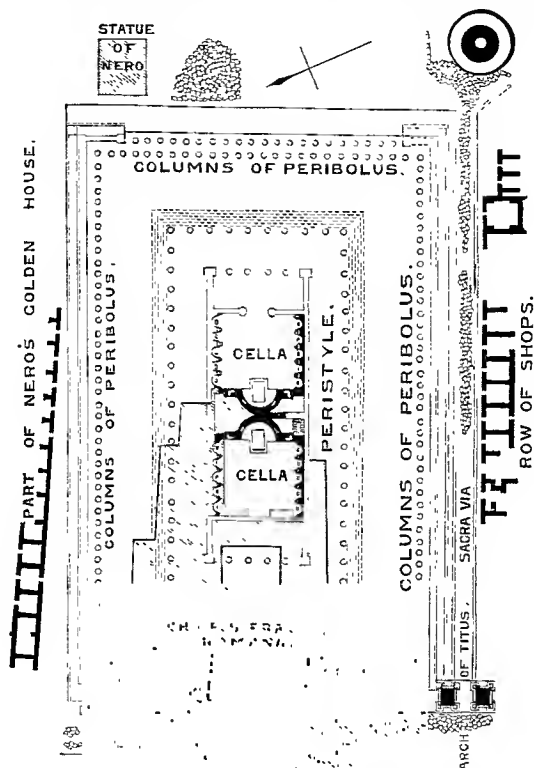 STATUE
OF
NERO
PART OF NERO'S GOLDEN HOUSE.
COLUMNS OF PERIBOLUS.
COLUMNS OF PERIBOLUS.
CELLA
PERISTYLE.
CELLA
COLUMNS OF PERIBOLUS.
ROW OF SHOPS.
ARCH OF TITUS. SACRA VIA